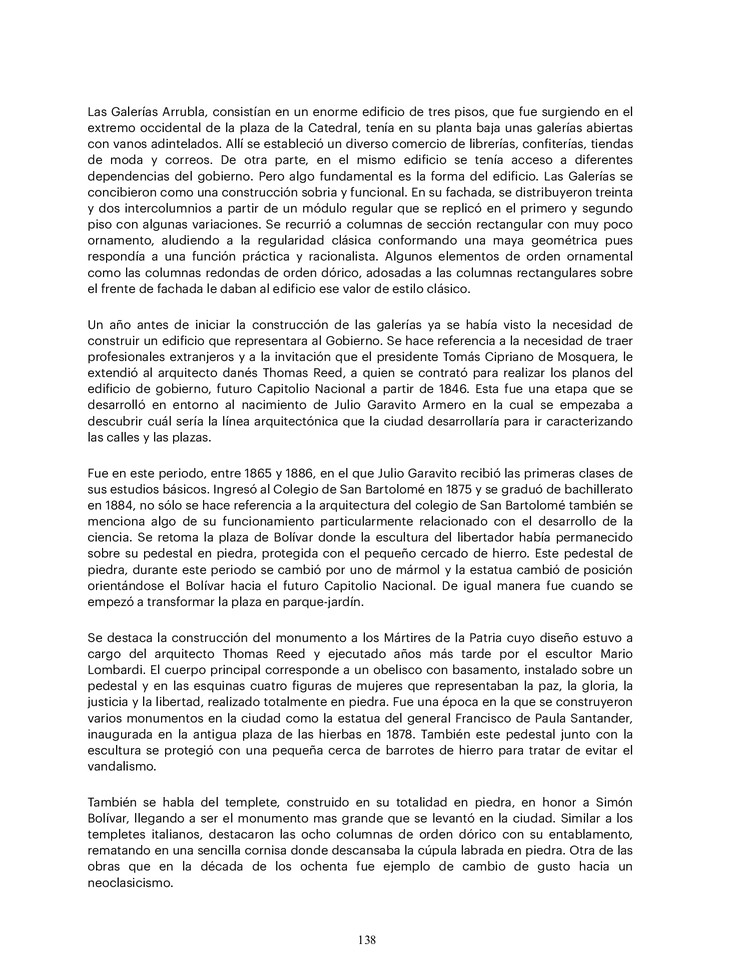 Las Galerías Arrubla, consistían en un enorme edificio de tres pisos, que fue surgiendo en el
extremo occidental de la plaza de la Catedral, tenía en su planta baja unas galerías abiertas
con vanos adintelados. Allí se estableció un diverso comercio de librerías, confiterías, tiendas
de moda y correos. De otra parte, en el mismo edificio se tenía acceso a diferentes
dependencias del gobierno. Pero algo fundamental es la forma del edificio. Las Galerías se
concibieron como una construcción sobria y funcional. En su fachada, se distribuyeron treinta
y dos intercolumnios a partir de un módulo regular que se replicó en el primero y segundo
piso con algunas variaciones. Se recurrió a columnas de sección rectangular con muy poco
ornamento, aludiendo a la regularidad clásica conformando una maya geométrica pues
respondía a una función práctica y racionalista. Algunos elementos de orden ornamental
como las columnas redondas de orden dórico, adosadas a las columnas rectangulares sobre
el frente de fachada le daban al edificio ese valor de estilo clásico.
Un año antes de iniciar la construcción de las galerías ya se había visto la necesidad de
construir un edificio que representara al Gobierno. Se hace referencia a la necesidad de traer
profesionales extranjeros y a la invitación que el presidente Tomás Cipriano de Mosquera, le
extendió al arquitecto danés Thomas Reed, a quien se contrató para realizar los planos del
edificio de gobierno, futuro Capitolio Nacional a partir de 1846. Esta fue una etapa que se
desarrolló en entorno al nacimiento de Julio Garavito Armero en la cual se empezaba a
descubrir cuál sería la línea arquitectónica que la ciudad desarrollaría para ir caracterizando
las calles y las plazas.
Fue en este periodo, entre 1865 y 1886, en el que Julio Garavito recibió las primeras clases de
sus estudios básicos. Ingresó al Colegio de San Bartolomé en 1875 y se graduó de bachillerato
en 1884, no sólo se hace referencia a la arquitectura del colegio de San Bartolomé también se
menciona algo de su funcionamiento particularmente relacionado con el desarrollo de la
ciencia. Se retoma la plaza de Bolívar donde la escultura del libertador había permanecido
sobre su pedestal en piedra, protegida con el pequeño cercado de hierro. Este pedestal de
piedra, durante este periodo se cambió por uno de mármol y la estatua cambió de posición
orientándose el Bolívar hacia el futuro Capitolio Nacional. De igual manera fue cuando se
empezó a transformar la plaza en parque-jardín.
Se destaca la construcción del monumento a los Mártires de la Patria cuyo diseño estuvo a
cargo del arquitecto Thomas Reed y ejecutado años más tarde por el escultor Mario
Lombardi. El cuerpo principal corresponde a un obelisco con basamento, instalado sobre un
pedestal y en las esquinas cuatro figuras de mujeres que representaban la paz, la gloria, la
justicia y la libertad, realizado totalmente en piedra. Fue una época en la que se construyeron
varios monumentos en la ciudad como la estatua del general Francisco de Paula Santander,
inaugurada en la antigua plaza de las hierbas en 1878. También este pedestal junto con la
escultura se protegió con una pequeña cerca de barrotes de hierro para tratar de evitar el
vandalismo.
También se habla del templete, construido en su totalidad en piedra, en honor a Simón
Bolívar, llegando a ser el monumento mas grande que se levantó en la ciudad. Similar a los
templetes italianos, destacaron las ocho columnas de orden dórico con su entablamento,
rematando en una sencilla cornisa donde descansaba la cúpula labrada en piedra. Otra de las
obras que en la década de los ochenta fue ejemplo de cambio de gusto hacia un
neoclasicismo.
138